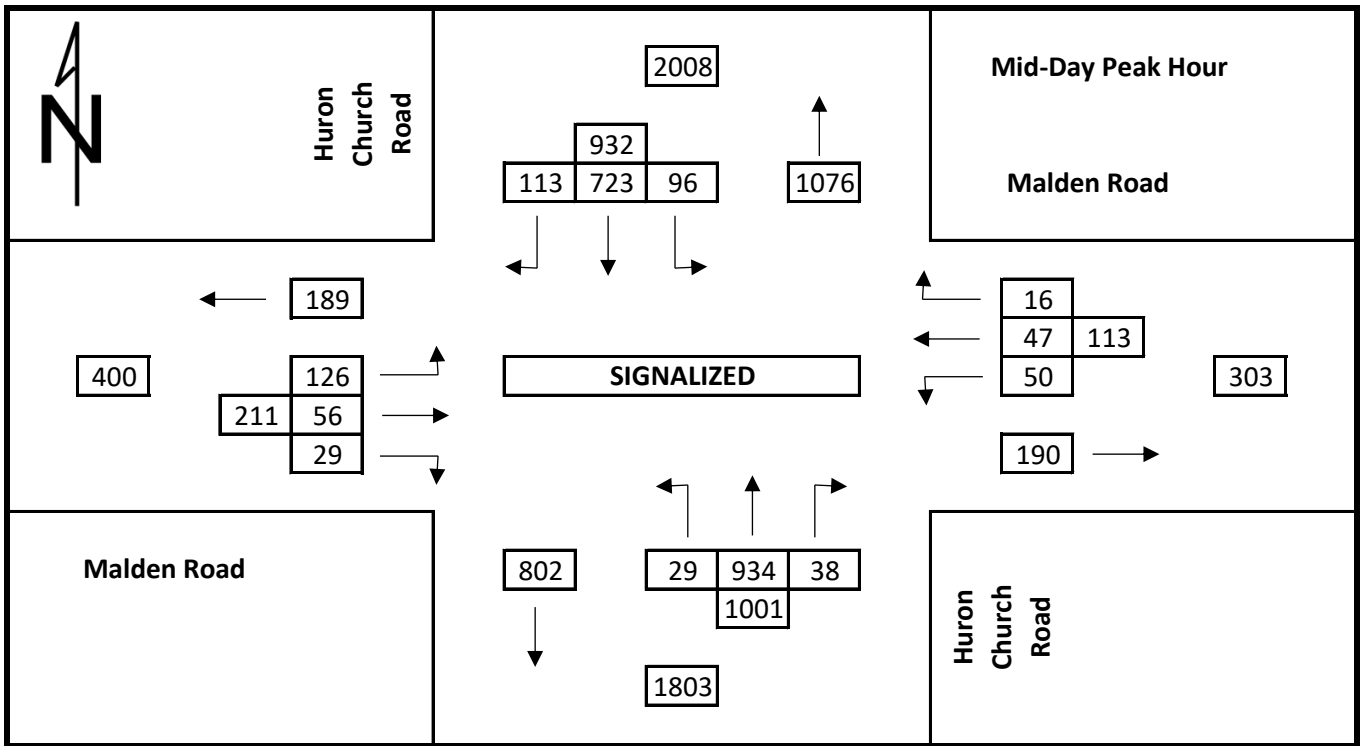 N
Huron
Church
Road
2008
Mid-Day Peak Hour
932
113 723 96
1076
Malden Road
189
16
47 113
50
400
126
211 56
29
SIGNALIZED
303
190
Malden Road
802
29 934 38
1001
1803
Huron
Church
Road